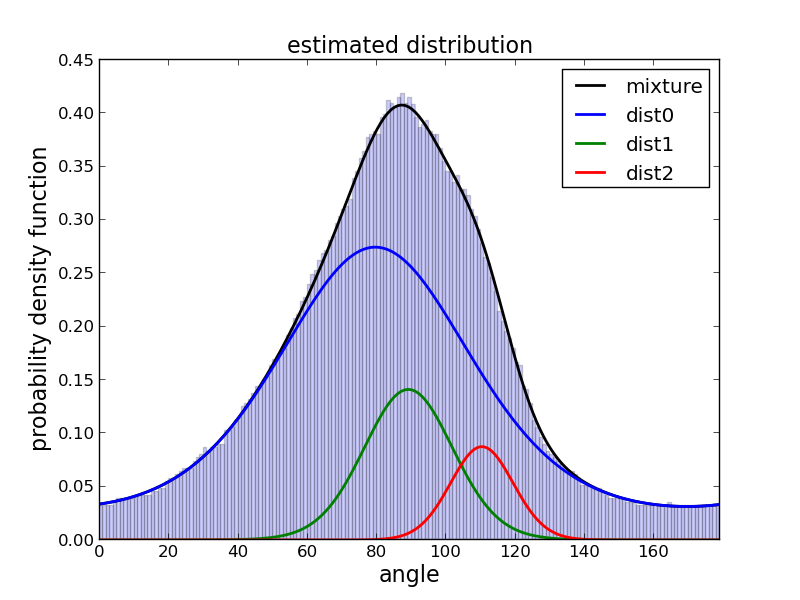 estimated distribution
0.45
0.40
0.35
0.30
0.25
0.20
0.15
0.10
0.05
0.00
probability density function
mixture
dist0
dist1
dist2
0 20 40 60 80 100 120 140 160
angle